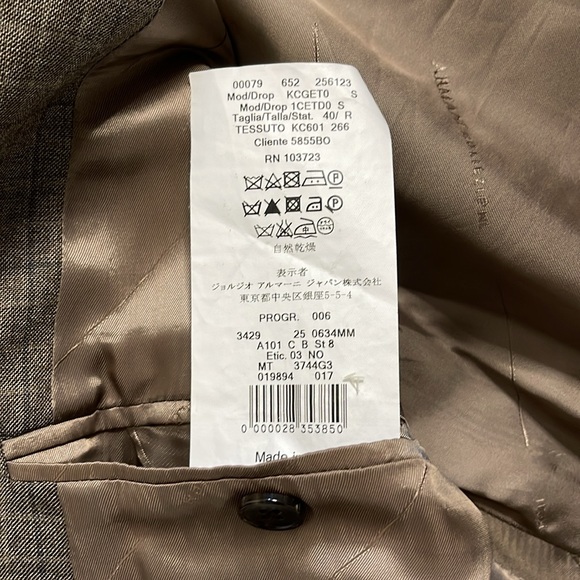 00079 652 256123
Mod/Drop KCGET0 S
Mod/Drop 1CETD0 S
Taglia/Talla/Stat. 40/ R
TESSUTO KC601 266
Cliente 5855BO
RN 103723
P
P
自然乾燥
表示者
ジョルジオ アルマーニ ジャパン株式会社
東京都中央区銀座5-5-4
PROGR. 006
3429 25 0634MM
A101 C B St 8
Etic. 03 NO
MT 3744G3
019894 017
0 000028 353850
Made